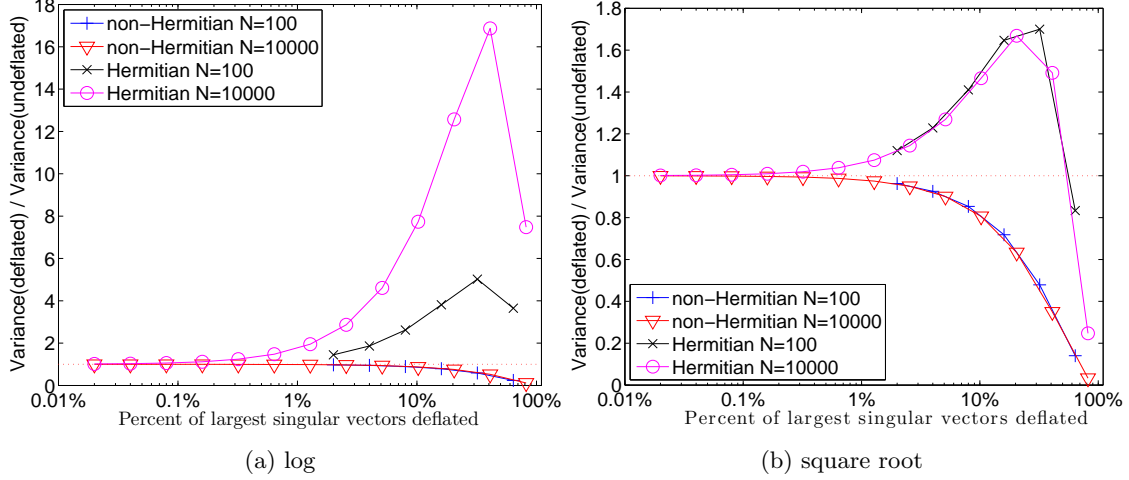 Variance(deflated) / Variance(undeflated)
18
16
14
12
10
8
6
4
2
0
non-Hermitian N=100
non-Hermitian N=10000
Hermitian N=100
Hermitian N=10000
0.01%
0.1%
1%
10%
100%
Percent of largest singular vectors deflated
(a) log
Variance(deflated) / Variance(undeflated)
1.8
1.6
1.4
1.2
1
0.8
0.6
0.4
0.2
0
non-Hermitian N=100
non-Hermitian N=10000
Hermitian N=100
Hermitian N=10000
0.01%
0.1%
1%
10%
100%
Percent of largest singular vectors deflated
(b) square root